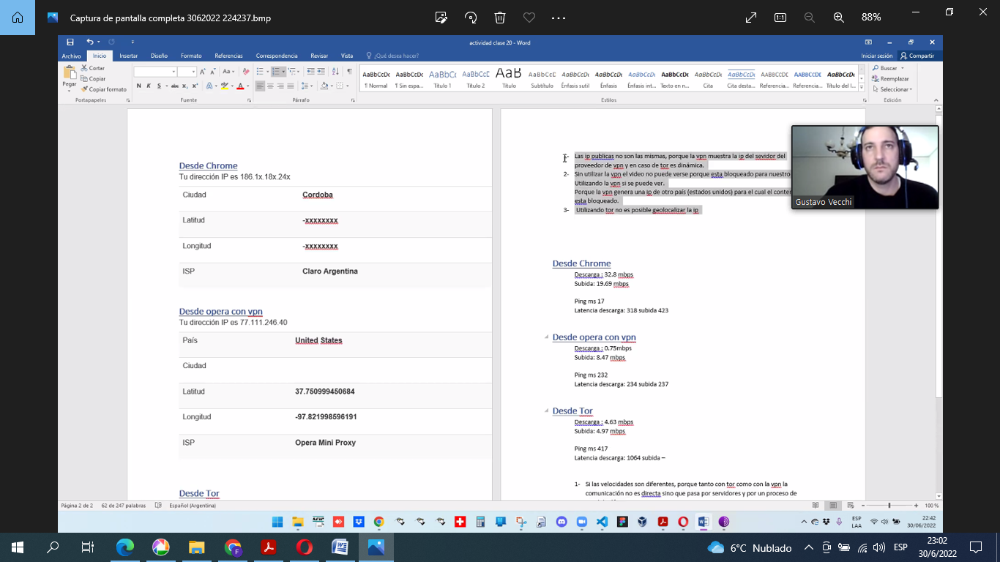 Captura de pantalla completa 3062022 224237.bmp
88%
actividad clase 20 - Word
Archivo Inicio Insertar Diseño Formato Referencias Correspondencia Revisar Vista ¿Qué desea hacer? Iniciar sesión Compartir
Pegar
Cortar
Copiar
Copiar formato
Portapapeles
N K S abc x₂ x²
Aa
Fuente
Párrafo
AaBbCcDc AaBbCcDc AaBbC AaBbCcE AaB AaBbCcD AaBbCcDt AaBbCcDt AaBbCcDt AaBbCcDc AaBbCcDt AaBbCcDt AABBCCDD AABBCCDD AaBbCcDt
¶ Normal ¶ Sin espa... Título 1 Título 2 Título Subtítulo Énfasis sutil Énfasis Énfasis int... Texto en n... Cita Cita desta... Referencia... Referencia... Título del l...
Estilos
Buscar
Reemplazar
Seleccionar
Edición
Desde Chrome
Tu dirección IP es 186.1x.18x.24x
Ciudad Cordoba
Latitud -xxxxxxxx
Longitud -xxxxxxxx
ISP Claro Argentina
Desde opera con vpn
Tu dirección IP es 77.111.246.40
País United States
Ciudad
Latitud 37.750999450684
Longitud -97.821998596191
ISP Opera Mini Proxy
Desde Tor
1- Las ip publicas no son las mismas, porque la vpn muestra la ip del sevidor del
proveedor de vpn y en caso de tor es dinámica.
2- Sin utilizar la vpn el video no puede verse porque esta bloqueado para nuestro
Utilizando la vpn si se puede ver.
Porque la vpn genera una ip de otro país (estados unidos) para el cual el conter
esta bloqueado.
3- Utilizando tor no es posible geolocalizar la ip
Gustavo Vecchi
Desde Chrome
Descarga : 32.8 mbps
Subida: 19.69 mbps
Ping ms 17
Latencia descarga: 318 subida 423
Desde opera con vpn
Descarga : 0.75mbps
Subida: 8.47 mbps
Ping ms 232
Latencia descarga: 234 subida 237
Desde Tor
Descarga : 4.63 mbps
Subida: 4.97 mbps
Ping ms 417
Latencia descarga: 1064 subida –
1- Si las velocidades son diferentes, porque tanto con tor como con la vpn la
comunicación no es directa sino que pasa por servidores y por un proceso de
Página 2 de 2 62 de 247 palabras Español (Argentina) 100 %
ESP
LAA
22:42
30/06/2022
6°C Nublado
ESP
23:02
30/6/2022